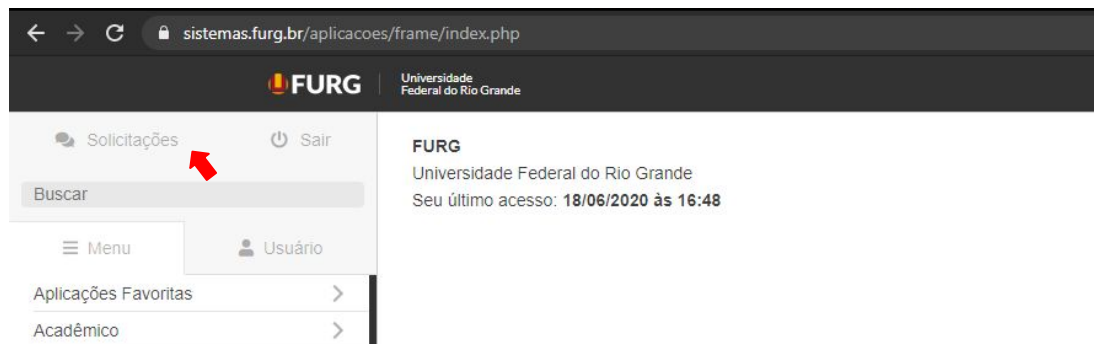 sistemas.furg.br/aplicacoes/frame/index.php
FURG
Universidade
Federal do Rio Grande
Solicitações
Sair
Buscar
Menu
Usuário
Aplicações Favoritas
Acadêmico
FURG
Universidade Federal do Rio Grande
Seu último acesso: 18/06/2020 às 16:48